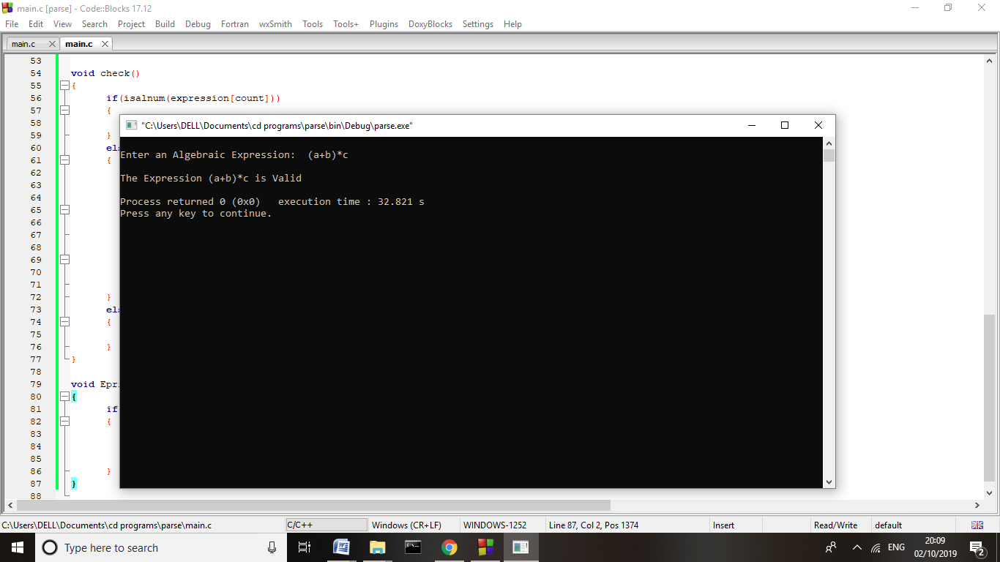 main.c [parse] - Code::Blocks 17.12
File Edit View Search Project Build Debug Fortran wxSmith Tools Tools+ Plugins DoxyBlocks Settings Help
main.c main.c
53
54 void check()
55 {
56 if(isalnum(expression[count]))
57 {
58
59 }
60 els
61 {
62
63
64
65
66
67
68
69
70
71
72 }
73 els
74 {
75
76 }
77 }
78
79 void Epr
80 {
81 if
82 {
83
84
85
86 }
87 }
88
"C:\Users\DELL\Documents\cd programs\parse\bin\Debug\parse.exe"
Enter an Algebraic Expression:  (a+b)*c
The Expression (a+b)*c is Valid
Process returned 0 (0x0)   execution time : 32.821 s
Press any key to continue.
C:\Users\DELL\Documents\cd programs\parse\main.c C/C++ Windows (CR+LF) WINDOWS-1252 Line 87, Col 2, Pos 1374 Insert Read/Write default
Type here to search ENG 20:09
02/10/2019 2